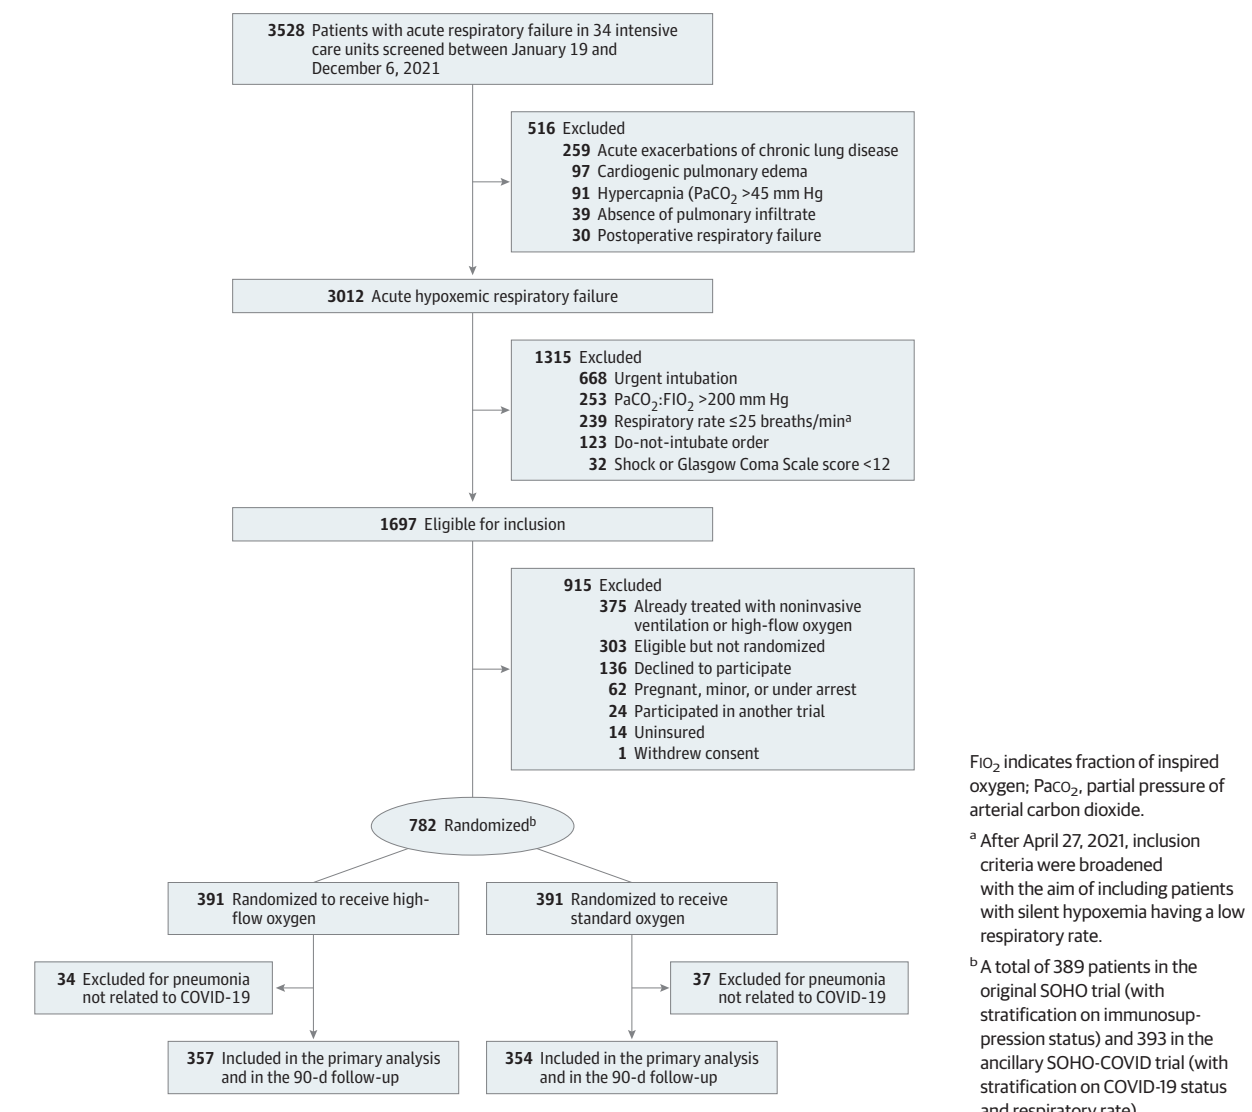 3528 Patients with acute respiratory failure in 34 intensive
care units screened between January 19 and
December 6, 2021
516 Excluded
259 Acute exacerbations of chronic lung disease
97 Cardiogenic pulmonary edema
91 Hypercapnia (PaCO2 >45 mm Hg
39 Absence of pulmonary infiltrate
30 Postoperative respiratory failure
3012 Acute hypoxemic respiratory failure
1315 Excluded
668 Urgent intubation
253 PaCO2:FIO2 >200 mm Hg
239 Respiratory rate ≤25 breaths/mina
123 Do-not-intubate order
32 Shock or Glasgow Coma Scale score <12
1697 Eligible for inclusion
915 Excluded
375 Already treated with noninvasive
ventilation or high-flow oxygen
303 Eligible but not randomized
136 Declined to participate
62 Pregnant, minor, or under arrest
24 Participated in another trial
14 Uninsured
1 Withdrew consent
782 Randomizedb
391 Randomized to receive high-
flow oxygen
391 Randomized to receive
standard oxygen
34 Excluded for pneumonia
not related to COVID-19
37 Excluded for pneumonia
not related to COVID-19
357 Included in the primary analysis
and in the 90-d follow-up
354 Included in the primary analysis
and in the 90-d follow-up
FIO2 indicates fraction of inspired
oxygen; PaCO2, partial pressure of
arterial carbon dioxide.
a After April 27, 2021, inclusion
criteria were broadened
with the aim of including patients
with silent hypoxemia having a low
respiratory rate.
b A total of 389 patients in the
original SOHO trial (with
stratification on immunosup-
pression status) and 393 in the
ancillary SOHO-COVID trial (with
stratification on COVID-19 status
and respiratory rate)